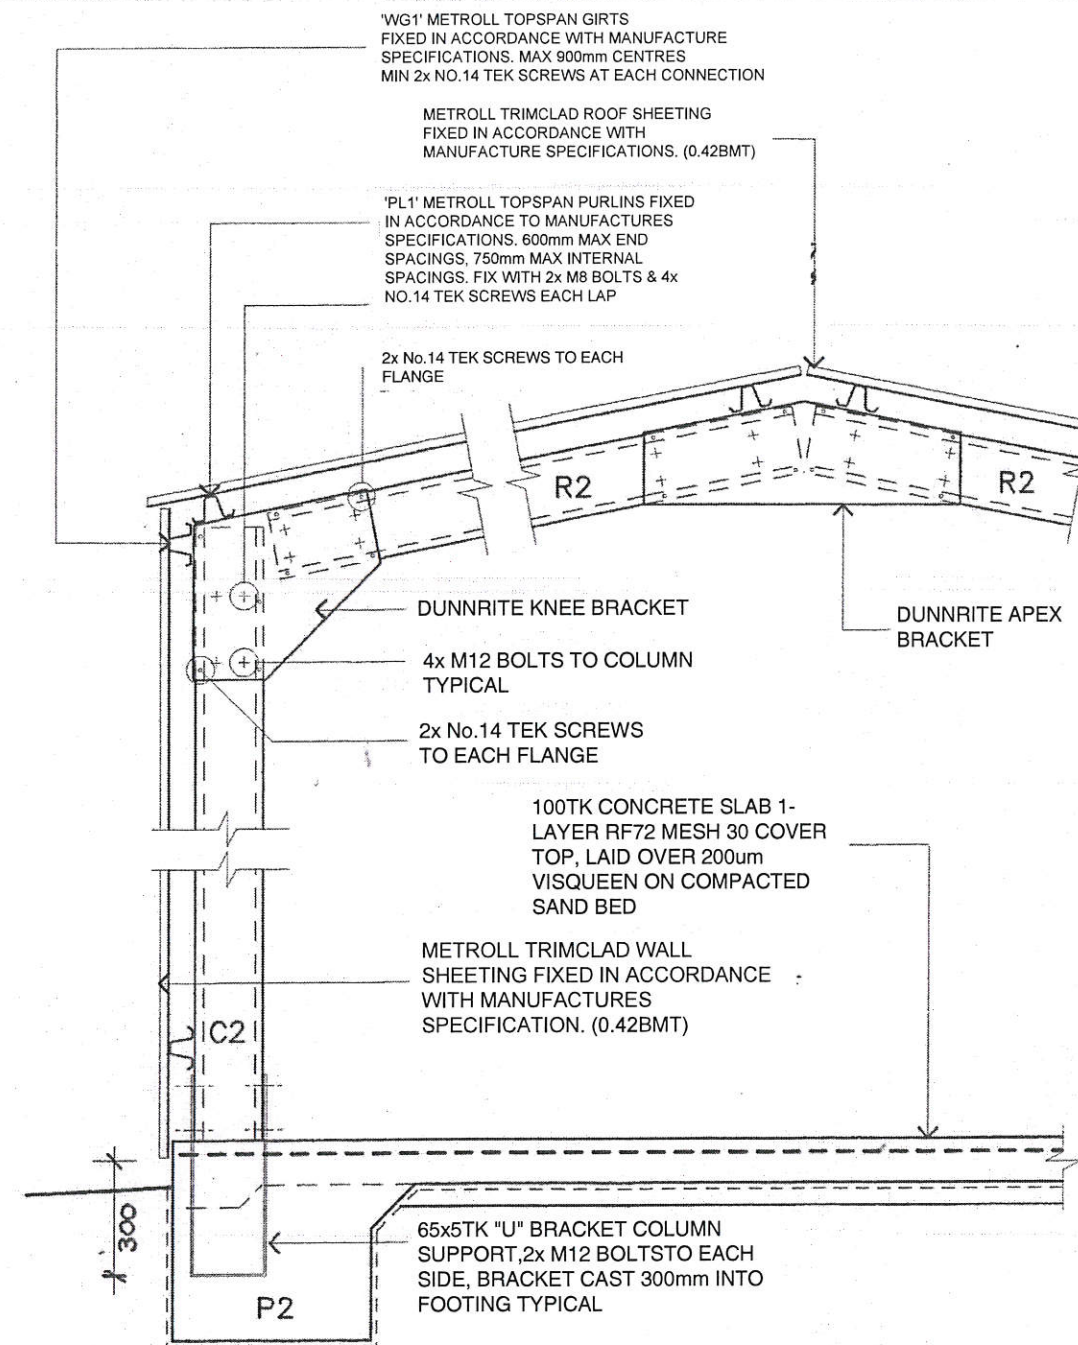 'WG1' METROLL TOPSPAN GIRTS
FIXED IN ACCORDANCE WITH MANUFACTURE
SPECIFICATIONS. MAX 900mm CENTRES
MIN 2x NO.14 TEK SCREWS AT EACH CONNECTION
METROLL TRIMCLAD ROOF SHEETING
FIXED IN ACCORDANCE WITH
MANUFACTURE SPECIFICATIONS. (0.42BMT)
'PL1' METROLL TOPSPAN PURLINS FIXED
IN ACCORDANCE TO MANUFACTURES
SPECIFICATIONS. 600mm MAX END
SPACINGS, 750mm MAX INTERNAL
SPACINGS. FIX WITH 2x M8 BOLTS & 4x
NO.14 TEK SCREWS EACH LAP
2x No.14 TEK SCREWS TO EACH
FLANGE
R2
R2
DUNNRITE KNEE BRACKET
DUNNRITE APEX
BRACKET
4x M12 BOLTS TO COLUMN
TYPICAL
2x No.14 TEK SCREWS
TO EACH FLANGE
100TK CONCRETE SLAB 1-
LAYER RF72 MESH 30 COVER
TOP, LAID OVER 200um
VISQUEEN ON COMPACTED
SAND BED
METROLL TRIMCLAD WALL
SHEETING FIXED IN ACCORDANCE
WITH MANUFACTURES
SPECIFICATION. (0.42BMT)
C2
300
65x5TK "U" BRACKET COLUMN
SUPPORT,2x M12 BOLTSTO EACH
SIDE, BRACKET CAST 300mm INTO
FOOTING TYPICAL
P2